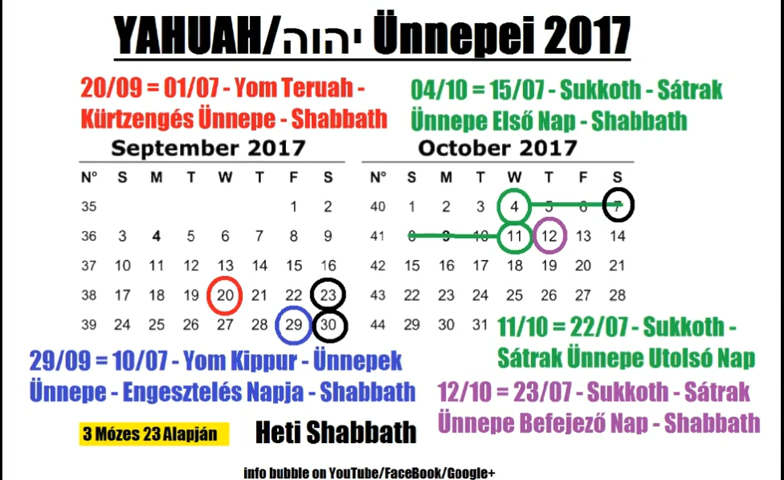 YAHUAH/יהוה Ünnepei 2017
20/09 = 01/07 - Yom Teruah -
Kürtzengés Ünnepe - Shabbath
04/10 = 15/07 - Sukkoth - Sátrak
Ünnepe Első Nap - Shabbath
September 2017
N° S M T W T F S
35 1 2
36 3 4 5 6 7 8 9
37 10 11 12 13 14 15 16
38 17 18 19 20 21 22 23
39 24 25 26 27 28 29 30
October 2017
N° S M T W T F S
40 1 2 3 4 5 6 7
41 8 9 10 11 12 13 14
42 15 16 17 18 19 20 21
43 22 23 24 25 26 27 28
44 29 30 31
29/09 = 10/07 - Yom Kippur - Ünnepek
Ünnepe - Engesztelés Napja - Shabbath
11/10 = 22/07 - Sukkoth -
Sátrak Ünnepe Utolsó Nap
12/10 = 23/07 - Sukkoth - Sátrak
Ünnepe Befejező Nap - Shabbath
3 Mózes 23 Alapján
Heti Shabbath
info bubble on YouTube/FaceBook/Google+